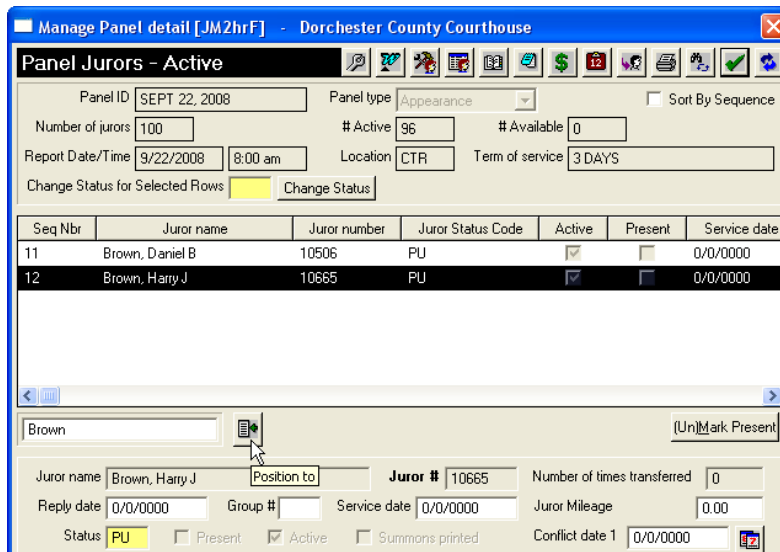 Manage Panel detail [JM2hrF] - Dorchester County Courthouse
Panel Jurors - Active
12
Panel ID SEPT 22, 2008 Panel type Appearance Sort By Sequence
Number of jurors 100 # Active 96 # Available 0
Report Date/Time 9/22/2008 8:00 am Location CTR Term of service 3 DAYS
Change Status for Selected Rows Change Status
Seq Nbr Juror name Juror number Juror Status Code Active Present Service date
11 Brown, Daniel B 10506 PU 0/0/0000
12 Brown, Harry J 10665 PU 0/0/0000
Brown (Un)Mark Present
Position to
Juror name Brown, Harry J Juror # 10665 Number of times transferred 0
Reply date 0/0/0000 Group # Service date 0/0/0000 Juror Mileage 0.00
Status PU Present Active Summons printed Conflict date 1 0/0/0000